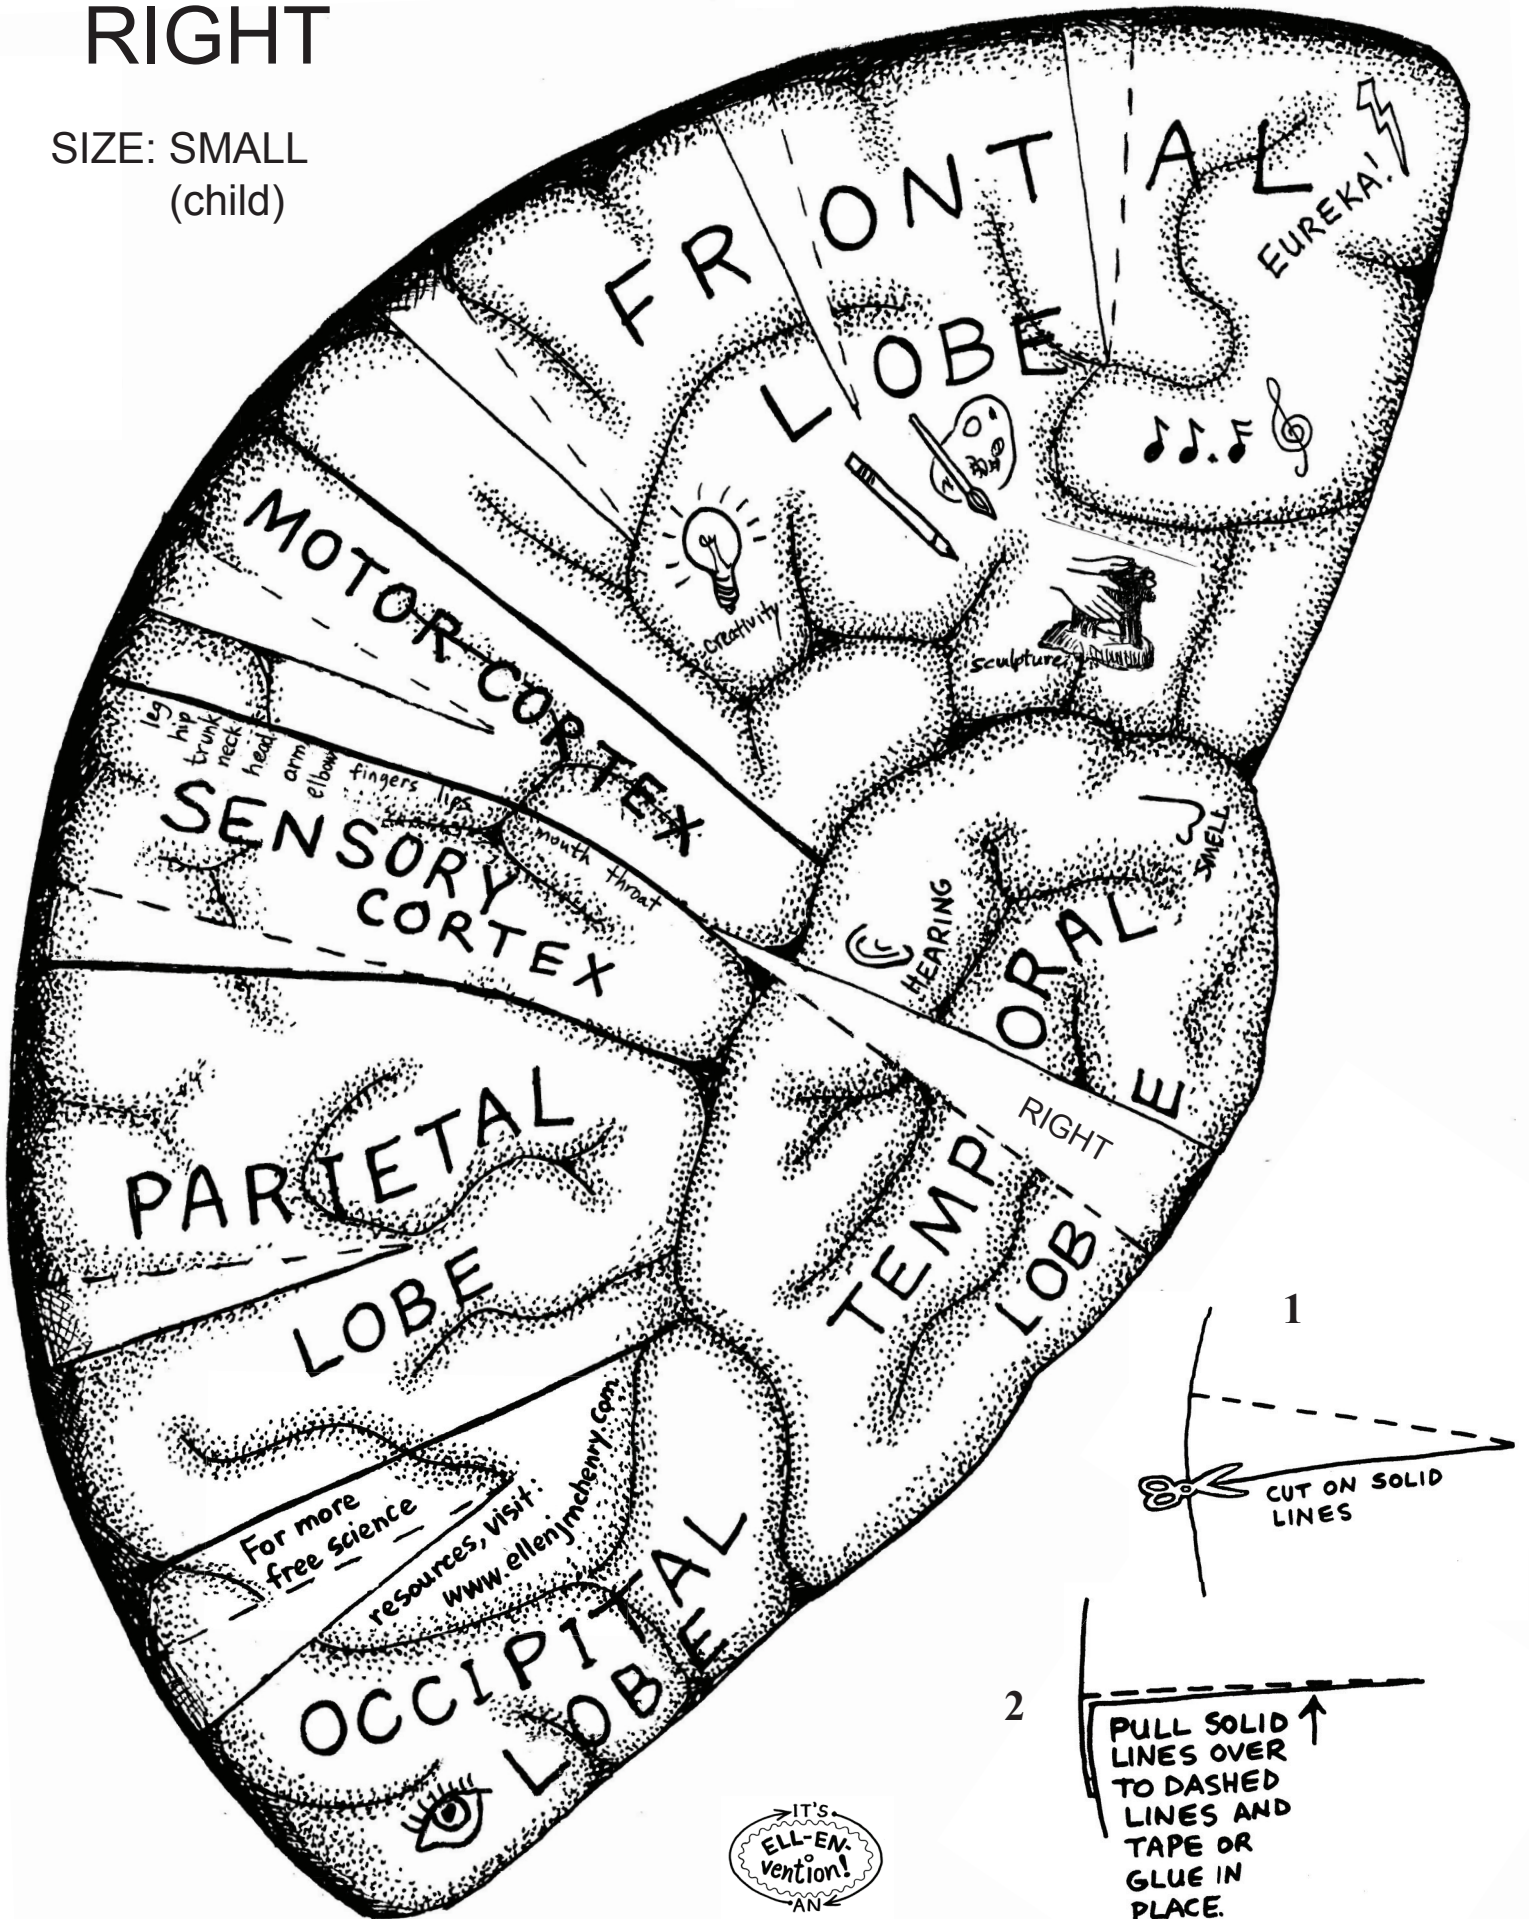 RIGHT
SIZE: SMALL
(child)
FRONTAL
LOBE
EUREKA!
creativity
sculpture
MOTOR CORTEX
leg
hip
trunk
neck
head
arm
elbow
fingers
lips
mouth
throat
SENSORY
CORTEX
SMELL
HEARING
ORAL
E
RIGHT
TEMP
LOB
PARIETAL
LOBE
For more
free science
resources, visit:
www.ellenjmchenry.com
OCCIPITAL
LOBE
1
CUT ON SOLID
LINES
2
PULL SOLID
LINES OVER
TO DASHED
LINES AND
TAPE OR
GLUE IN
PLACE.
IT'S
AN
ELL-EN-
vention!